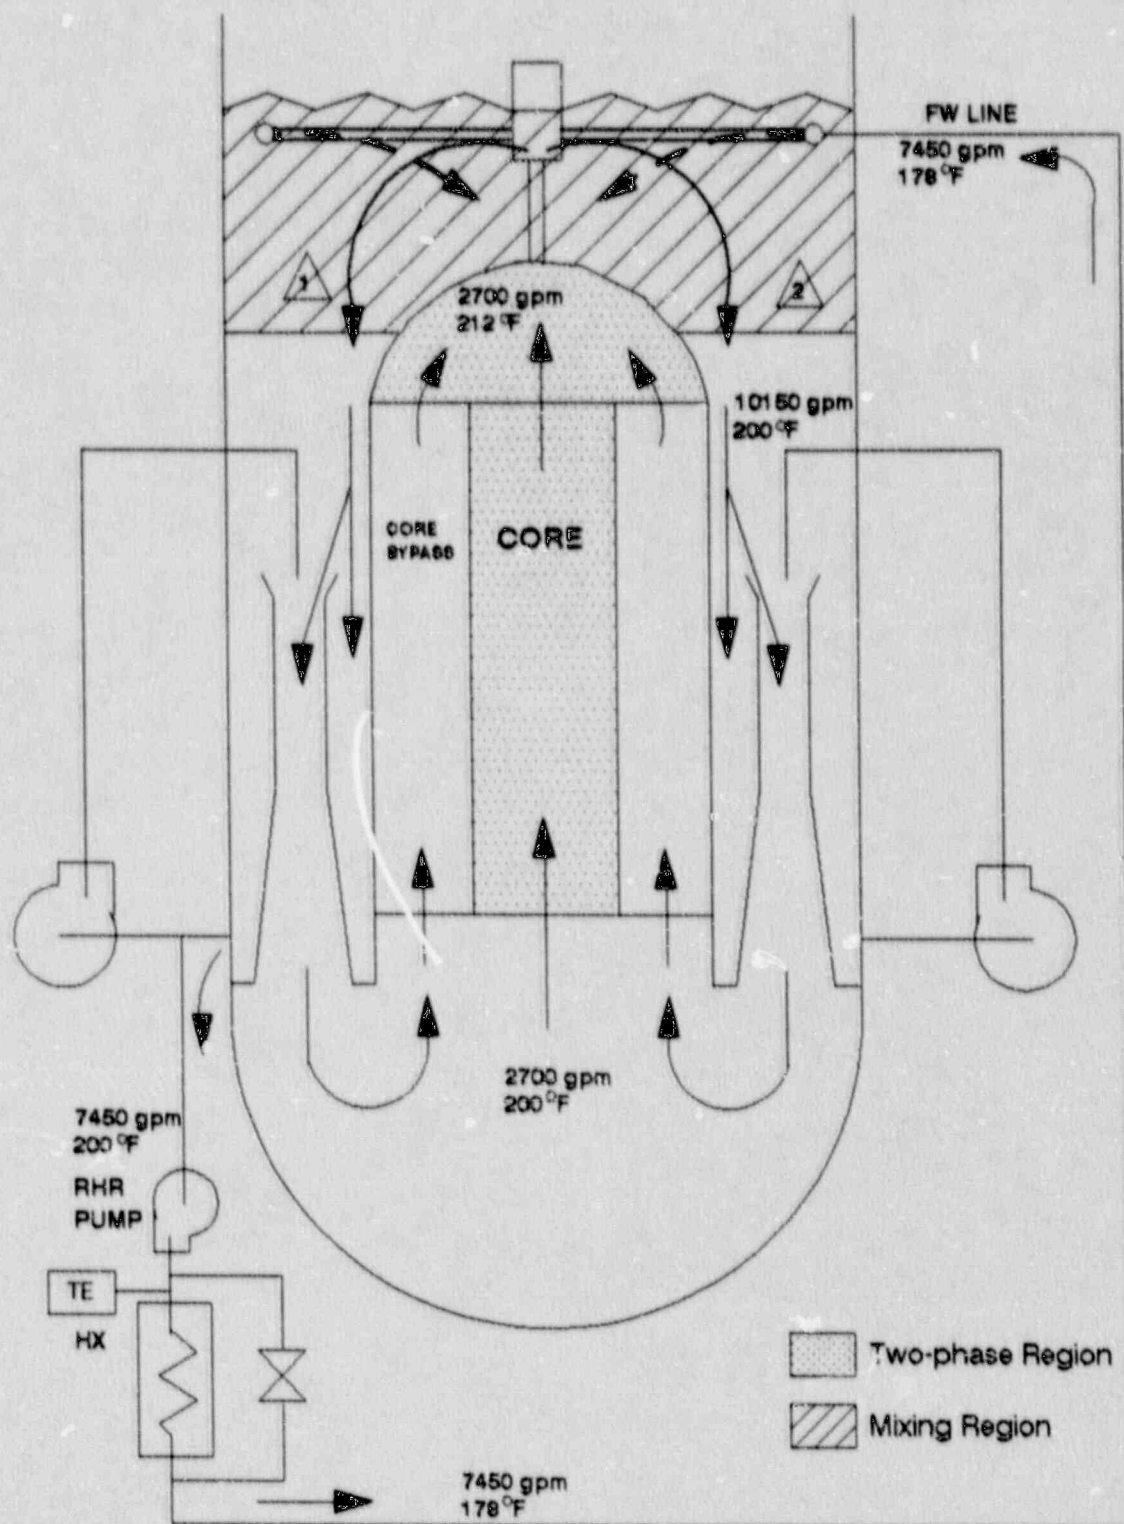 FW LINE
7450 gpm
178 °F
1
2
2700 gpm
212 °F
10150 gpm
200 °F
CORE
BYPASS
CORE
2700 gpm
200 °F
7450 gpm
200 °F
RHR
PUMP
TE
HX
Two-phase Region
Mixing Region
7450 gpm
178 °F